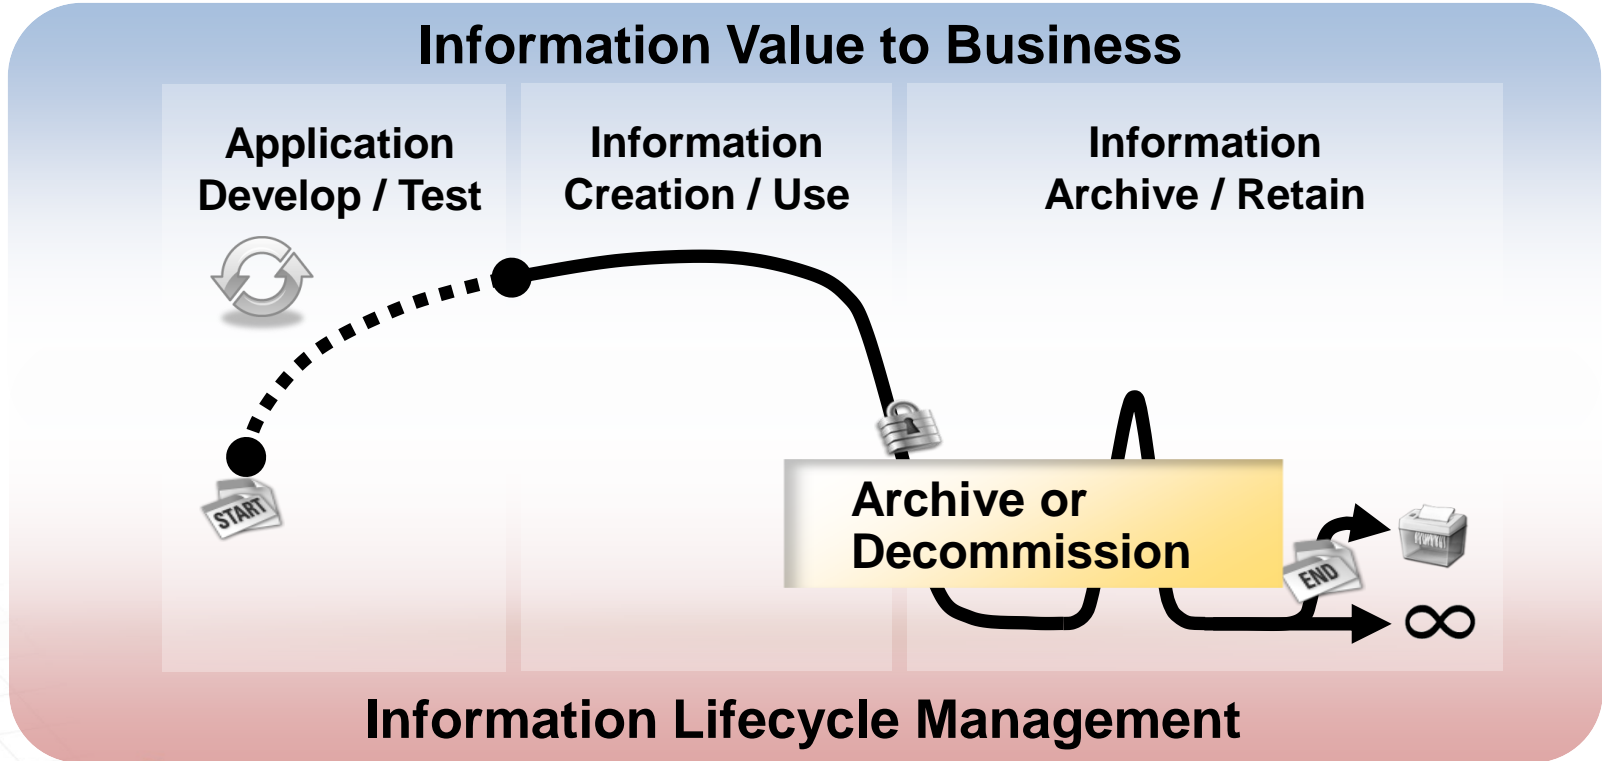 Information Value to Business
Application
Develop / Test
Information
Creation / Use
Information
Archive / Retain
START
Archive or
Decommission
END
∞
Information Lifecycle Management